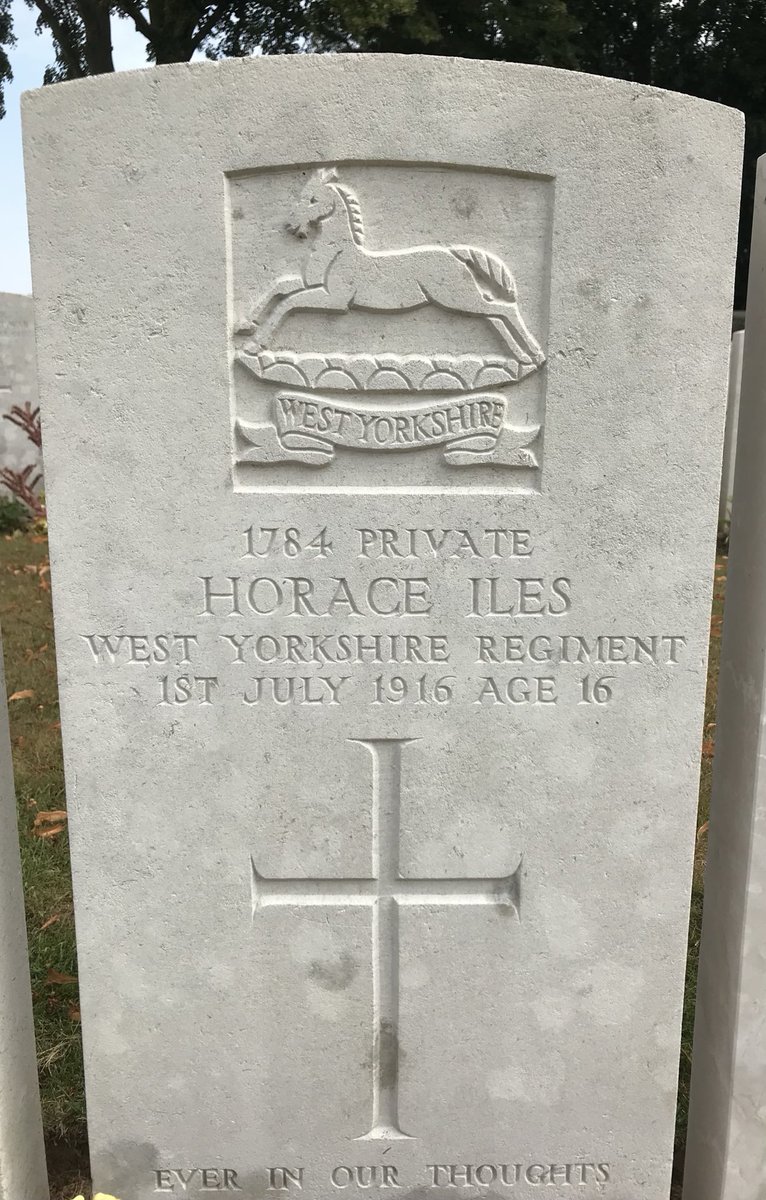 WEST YORKSHIRE
1784 PRIVATE
HORACE ILES
WEST YORKSHIRE REGIMENT
1ST JULY 1916 AGE 16
EVER IN OUR THOUGHTS